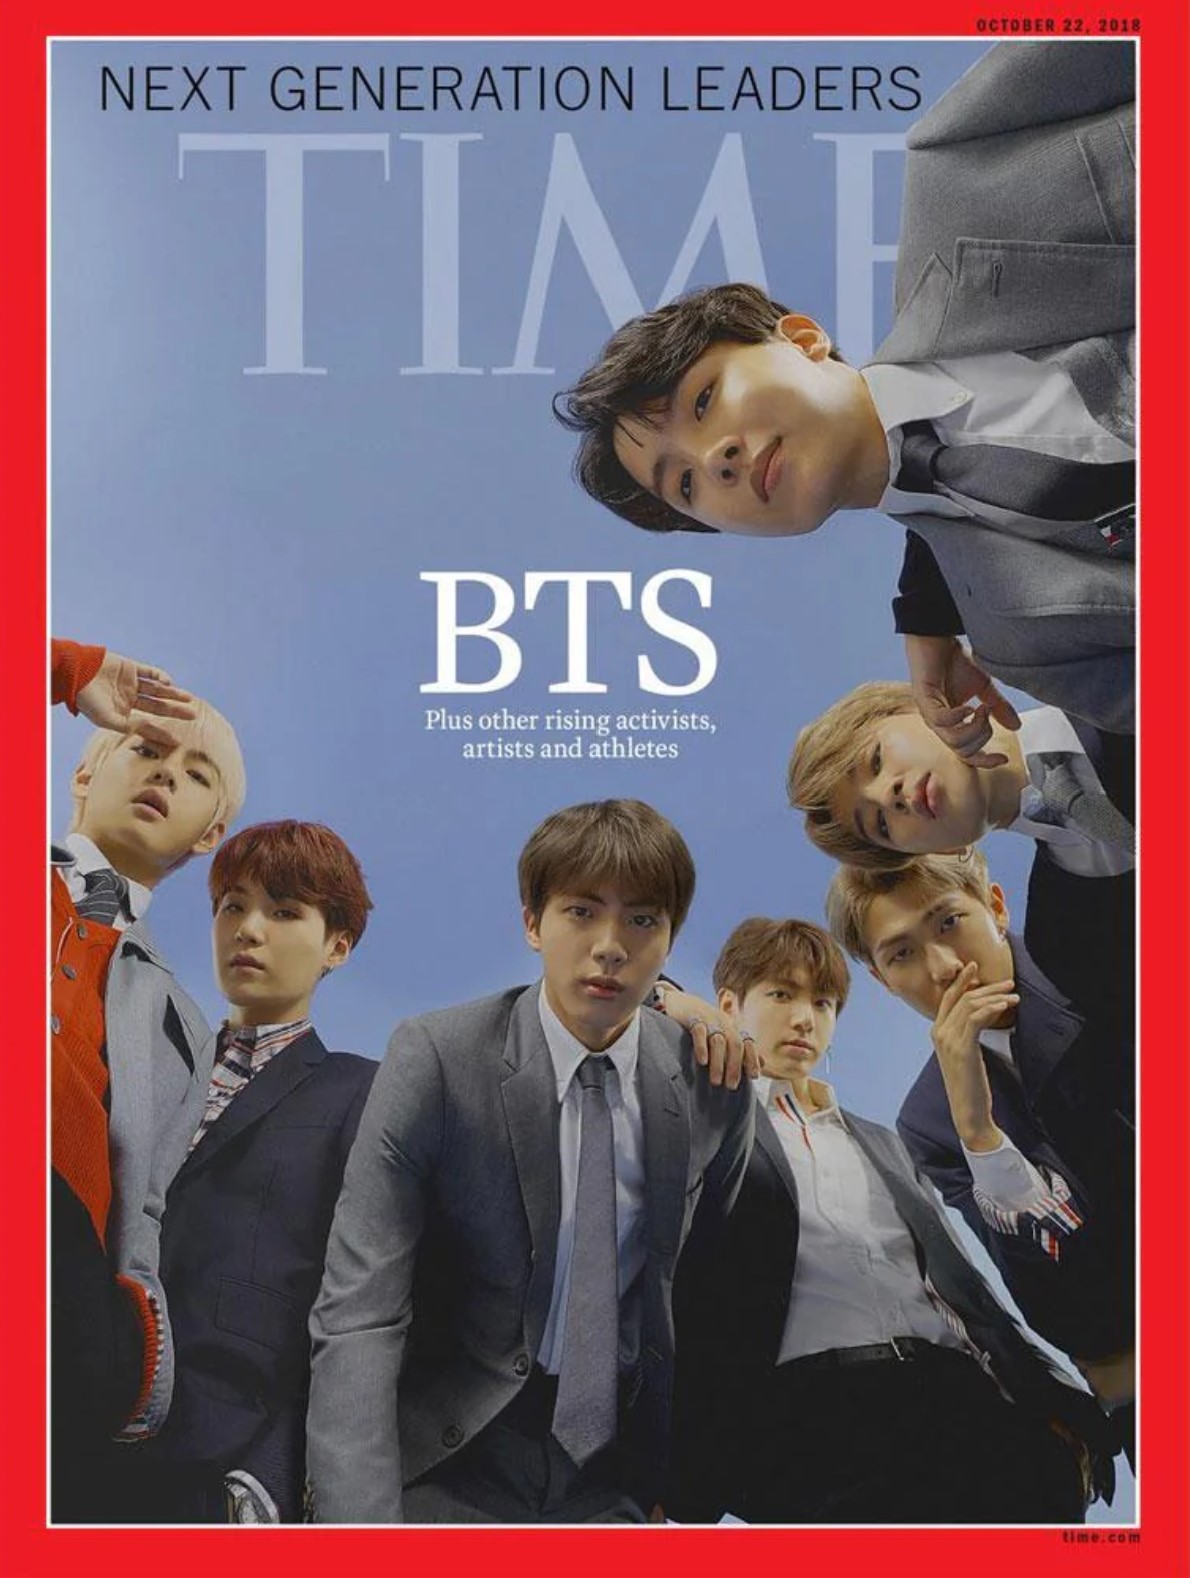 OCTOBER 22, 2018
NEXT GENERATION LEADERS
TIME
BTS
Plus other rising activists,
artists and athletes
time.com